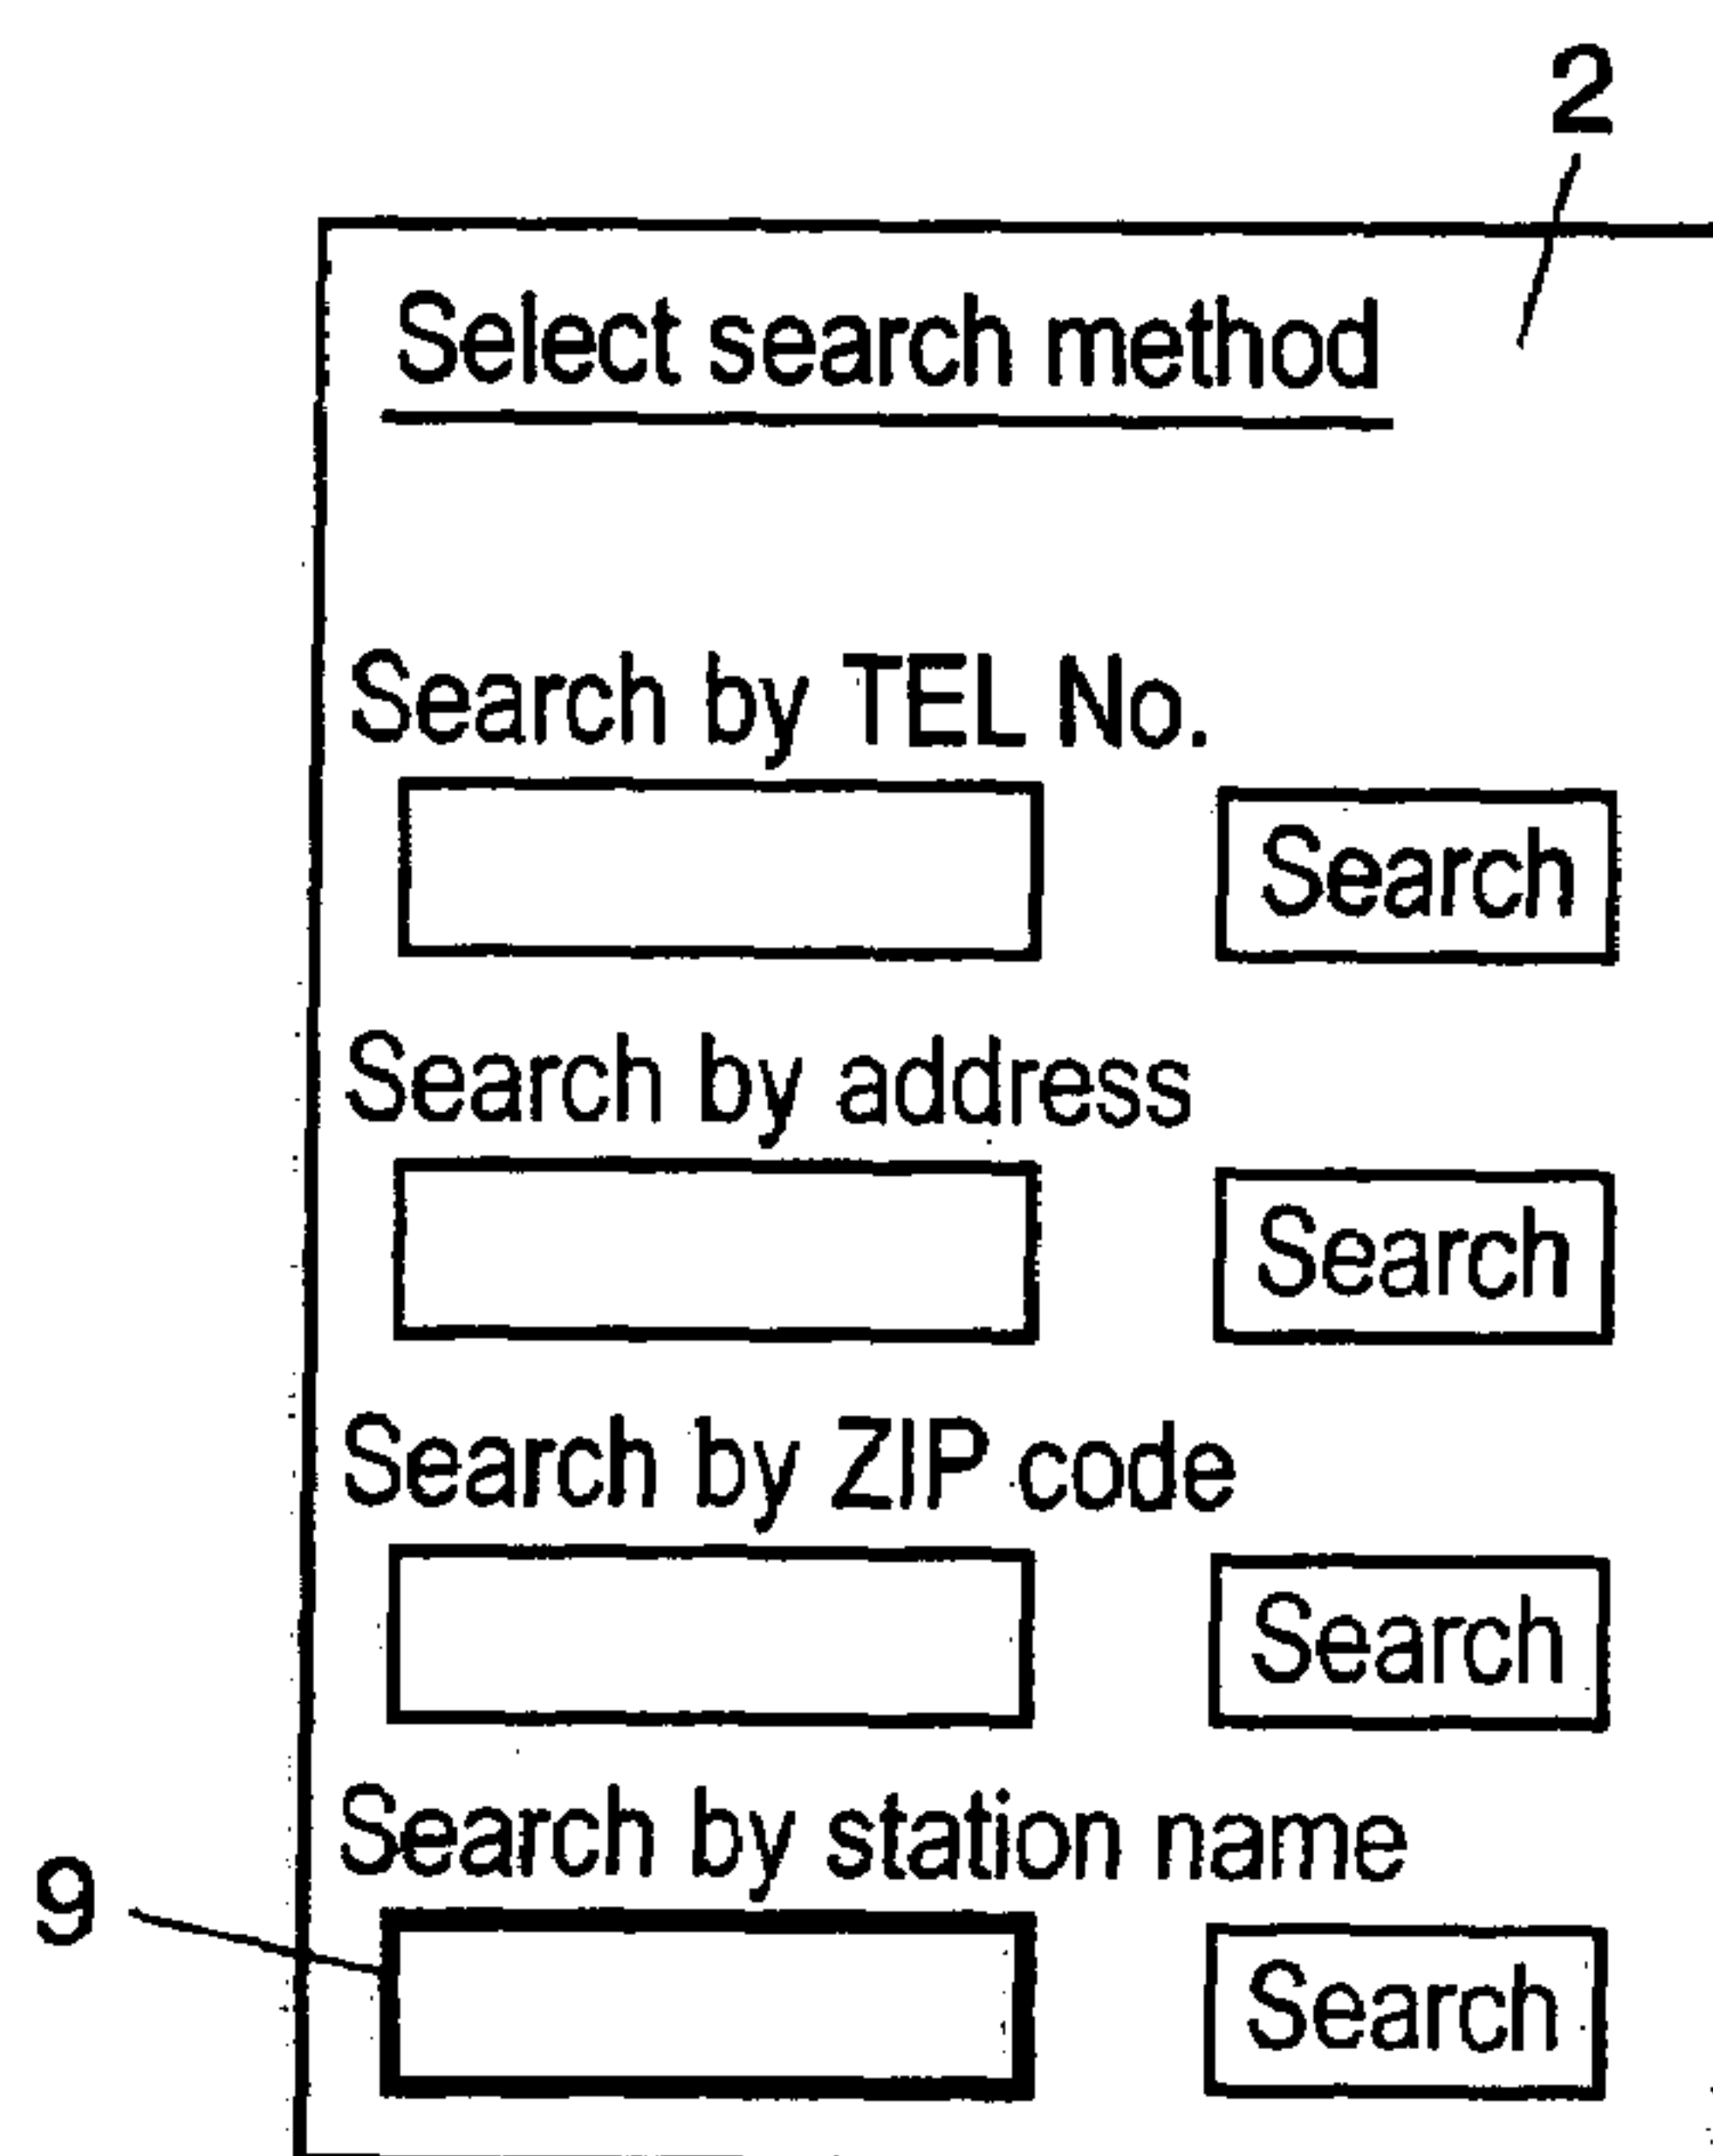 2
Select search method
Search by TEL No.
Search
Search by address
Search
Search by ZIP code
Search
Search by station name
9
Search